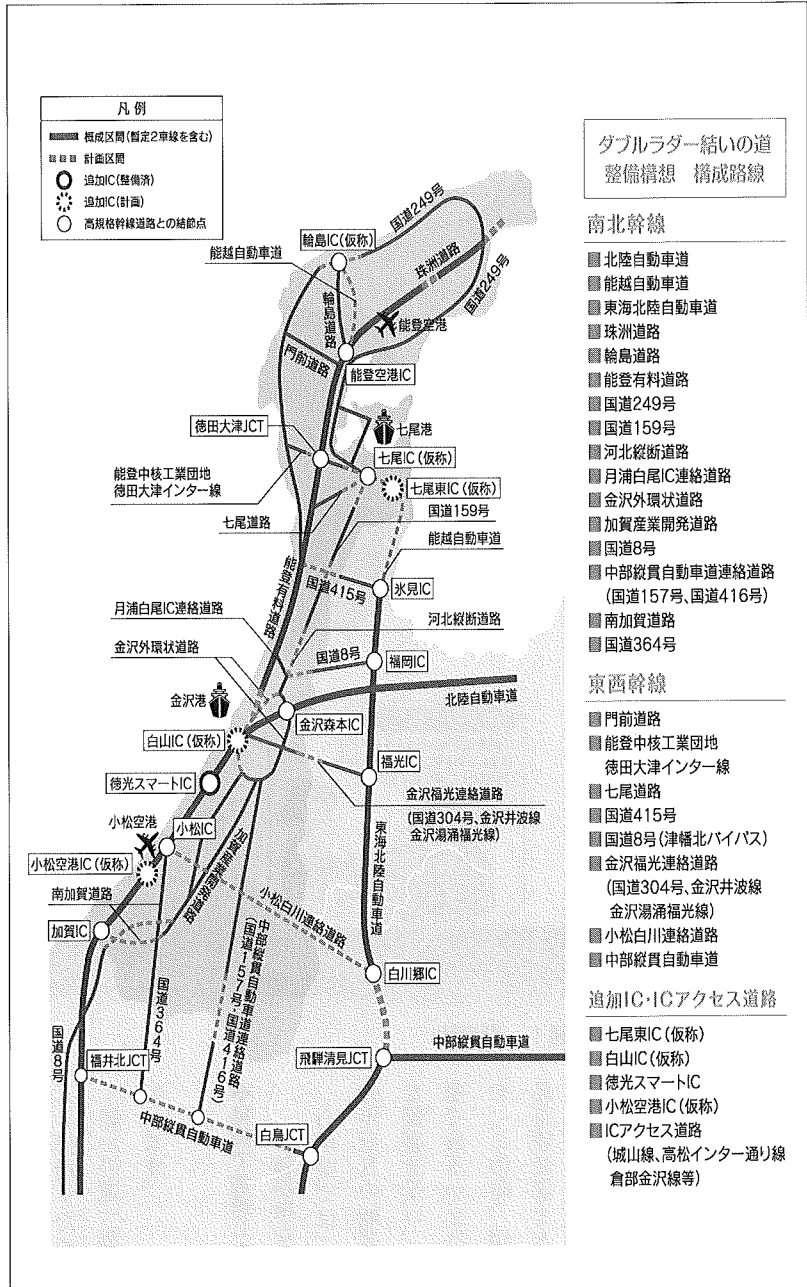 凡例
概成区間(暫定2車線を含む)
計画区間
追加IC(整備済)
追加IC(計画)
高規格幹線道路との結節点
国道249号
輪島IC(仮称)
能越自動車道
珠洲道路
国道249号
輪島道路
能登空港
門前道路
能登空港IC
徳田大津JCT
七尾港
七尾IC(仮称)
能登中核工業団地
徳田大津インター線
七尾東IC(仮称)
七尾道路
国道159号
能越自動車道
能登有料道路
国道415号
氷見IC
月浦白尾IC連絡道路
河北縦断道路
金沢外環状道路
国道8号
福岡IC
金沢港
北陸自動車道
金沢森本IC
白山IC(仮称)
福光IC
徳光スマートIC
金沢福光連絡道路
(国道304号、金沢井波線
金沢湯涌福光線)
小松空港
小松IC
加賀産業開発道路
東海北陸自動車道
小松空港IC(仮称)
小松白川連絡道路
南加賀道路
加賀IC
中部縦貫自動車道連絡道路
(国道157号・国道416号)
白川郷IC
国道364号
国道8号
福井北JCT
飛騨清見JCT
中部縦貫自動車道
中部縦貫自動車道
白鳥JCT
ダブルラダー結いの道
整備構想 構成路線
南北幹線
北陸自動車道
能越自動車道
東海北陸自動車道
珠洲道路
輪島道路
能登有料道路
国道249号
国道159号
河北縦断道路
月浦白尾IC連絡道路
金沢外環状道路
加賀産業開発道路
国道8号
中部縦貫自動車道連絡道路
(国道157号、国道416号)
南加賀道路
国道364号
東西幹線
門前道路
能登中核工業団地
徳田大津インター線
七尾道路
国道415号
国道8号(津幡北バイパス)
金沢福光連絡道路
(国道304号、金沢井波線
金沢湯涌福光線)
小松白川連絡道路
中部縦貫自動車道
追加IC・ICアクセス道路
七尾東IC(仮称)
白山IC(仮称)
徳光スマートIC
小松空港IC(仮称)
ICアクセス道路
(城山線、高松インター通り線
倉部金沢線等)